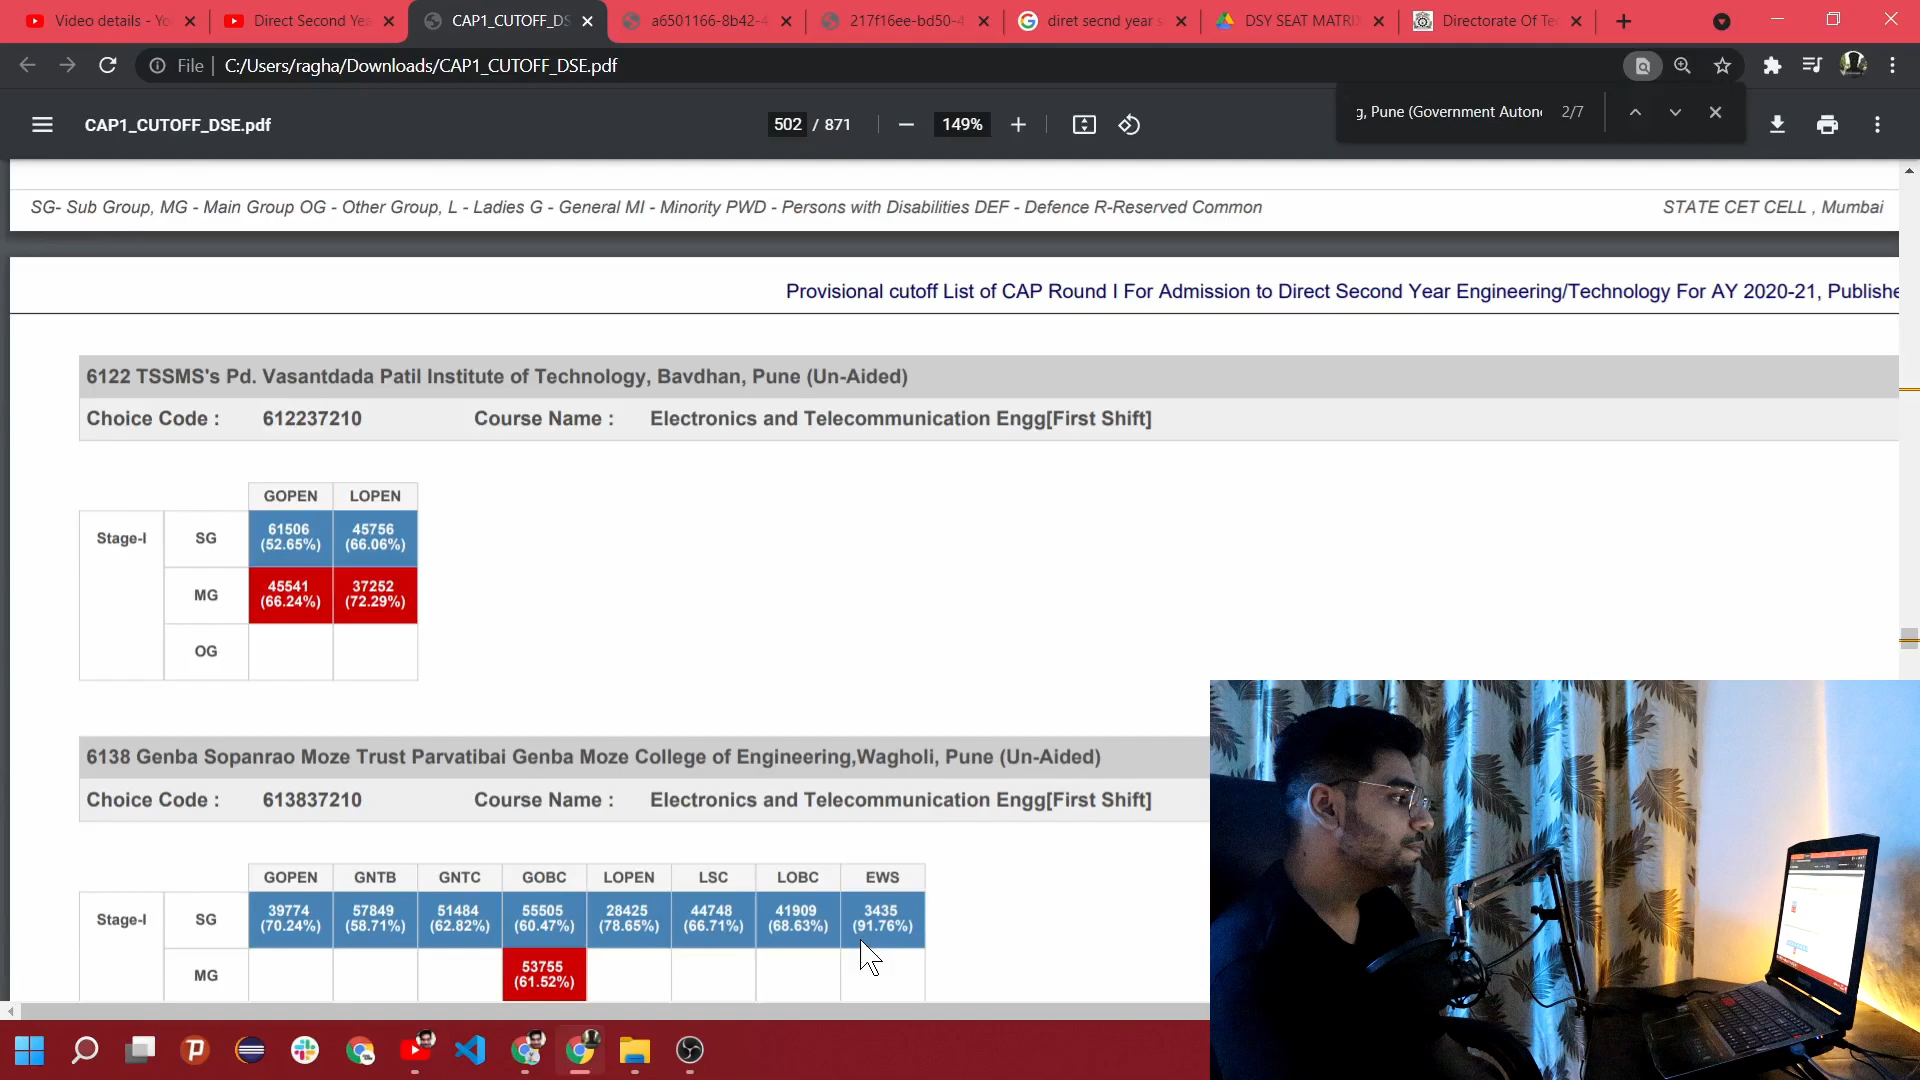 Video details - Yo
Direct Second Yea
CAP1_CUTOFF_DS
a6501166-8b42-4
217f16ee-bd50-4
diret secnd year s
DSY SEAT MATRI
Directorate Of Te
File
C:/Users/ragha/Downloads/CAP1_CUTOFF_DSE.pdf
CAP1_CUTOFF_DSE.pdf
502 / 871
149%
g, Pune (Government Auton
2/7
SG- Sub Group, MG - Main Group OG - Other Group, L - Ladies G - General MI - Minority PWD - Persons with Disabilities DEF - Defence R-Reserved Common
STATE CET CELL , Mumbai
Provisional cutoff List of CAP Round I For Admission to Direct Second Year Engineering/Technology For AY 2020-21, Publishe
6122 TSSMS's Pd. Vasantdada Patil Institute of Technology, Bavdhan, Pune (Un-Aided)
Choice Code : 612237210 Course Name : Electronics and Telecommunication Engg[First Shift]
GOPEN LOPEN
Stage-I SG 61506 45756
(52.65%) (66.06%)
MG 45541 37252
(66.24%) (72.29%)
OG
6138 Genba Sopanrao Moze Trust Parvatibai Genba Moze College of Engineering,Wagholi, Pune (Un-Aided)
Choice Code : 613837210 Course Name : Electronics and Telecommunication Engg[First Shift]
GOPEN GNTB GNTC GOBC LOPEN LSC LOBC EWS
Stage-I SG 39774 57849 51484 55505 28425 44748 41909 3435
(70.24%) (58.71%) (62.82%) (60.47%) (78.65%) (66.71%) (68.63%) (91.76%)
MG 53755
(61.52%)